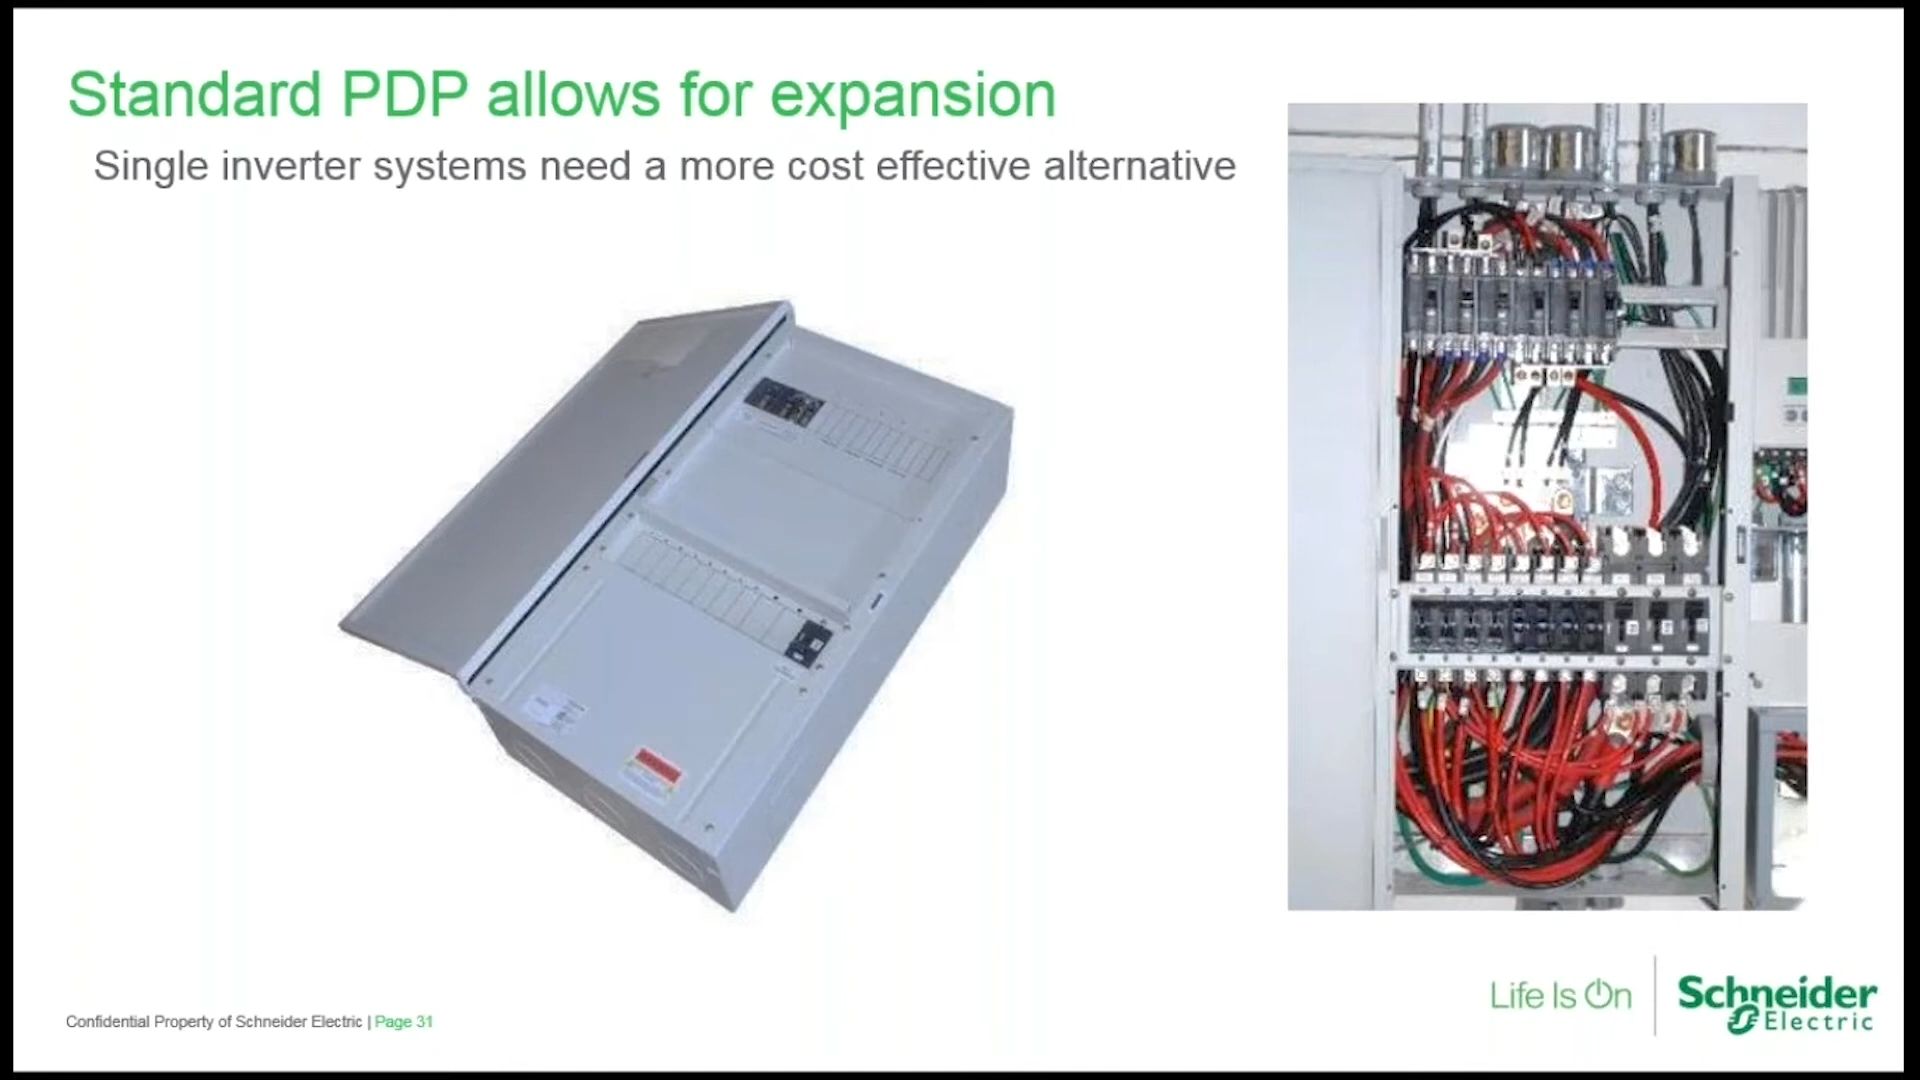 Standard PDP allows for expansion
Single inverter systems need a more cost effective alternative
Confidential Property of Schneider Electric | Page 31
Life Is On
Schneider
Electric